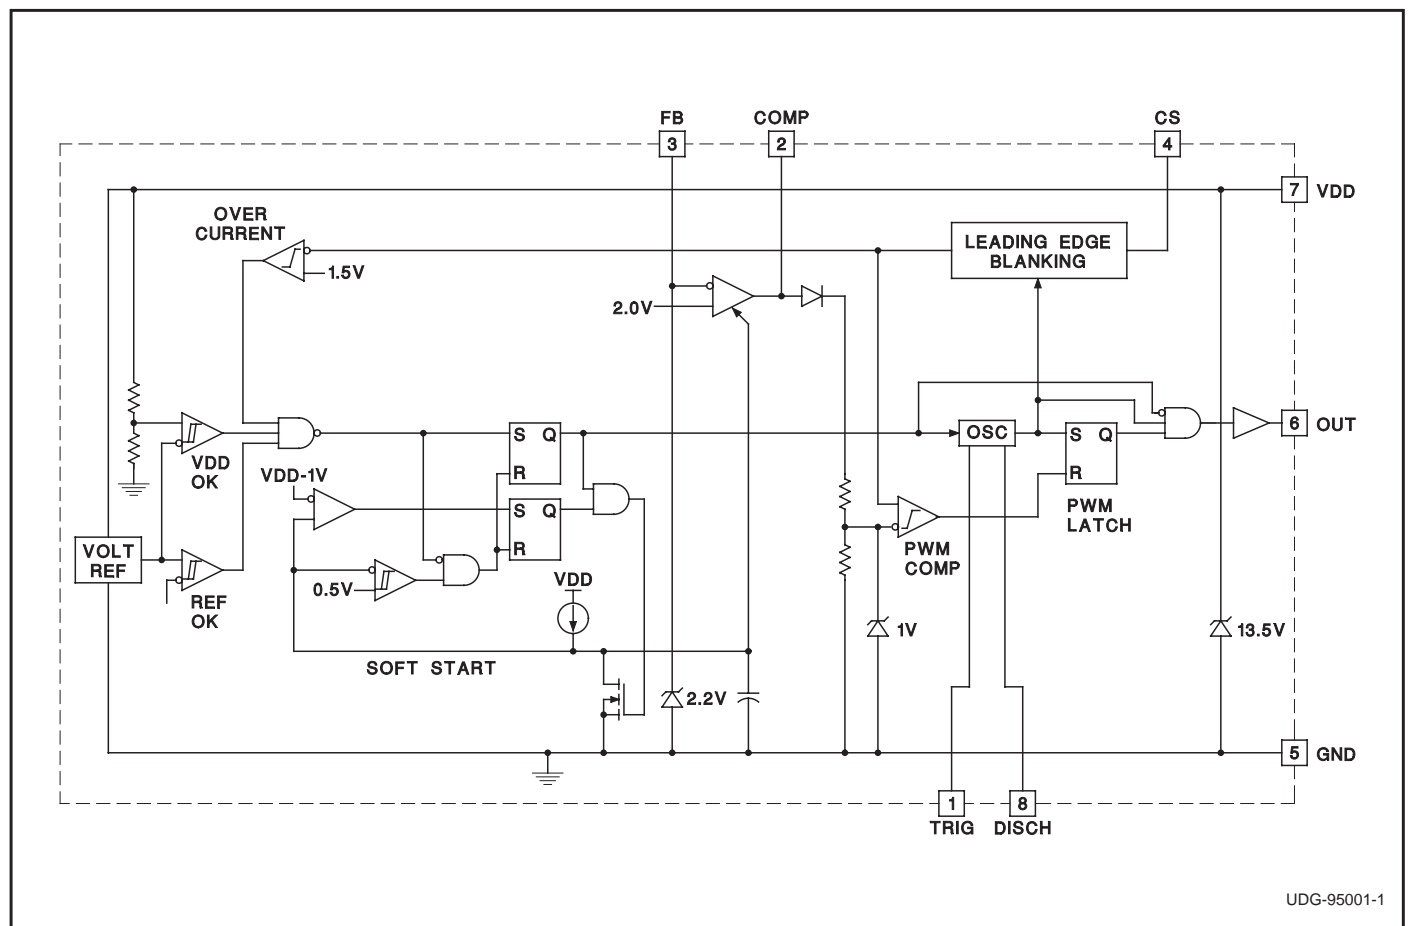 FB
COMP
CS
3
2
4
7 VDD
OVER
CURRENT
LEADING EDGE
BLANKING
1.5V
2.0V
VDD
OK
S Q
R
OSC
S Q
R
PWM
LATCH
6 OUT
VDD-1V
S Q
R
PWM
COMP
VOLT
REF
REF
OK
0.5V
VDD
1V
13.5V
SOFT START
2.2V
5 GND
1
8
TRIG
DISCH
UDG-95001-1